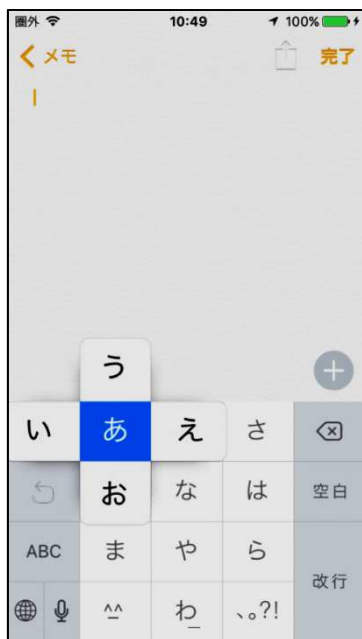 圏外 10:49 100%
メモ 完了
う
い あ え さ
お な は 空白
ABC ま や ら
^^ わ_ 、。?! 改行